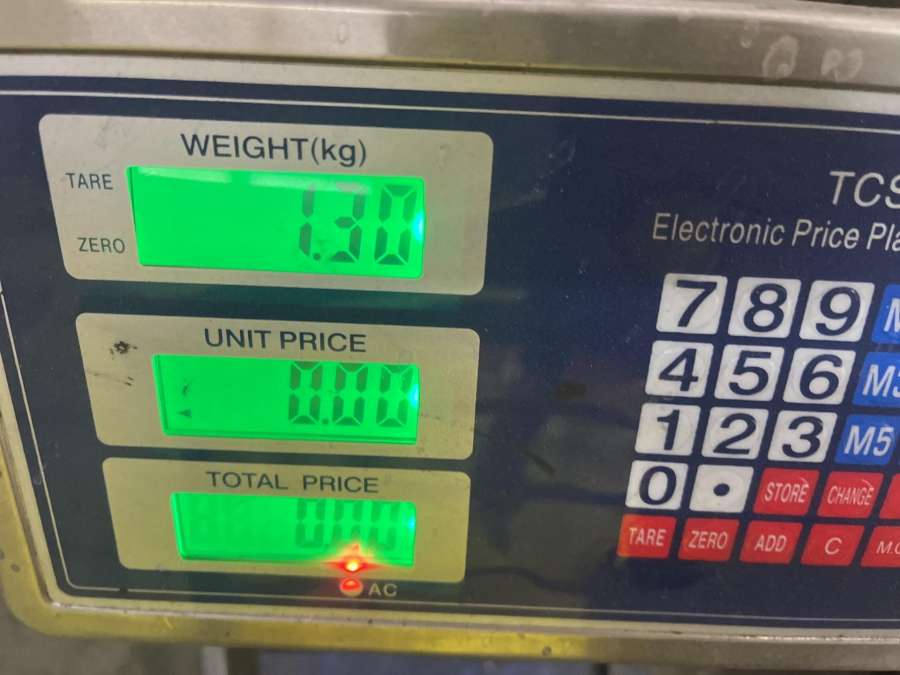 WEIGHT(kg)
TARE
1.30
ZERO
UNIT PRICE
0.00
TOTAL PRICE
0.00
AC
TCS
Electronic Price
7 8 9
4 5 6
1 2 3 M5
0 .
STORE CHANGE
TARE ZERO ADD C